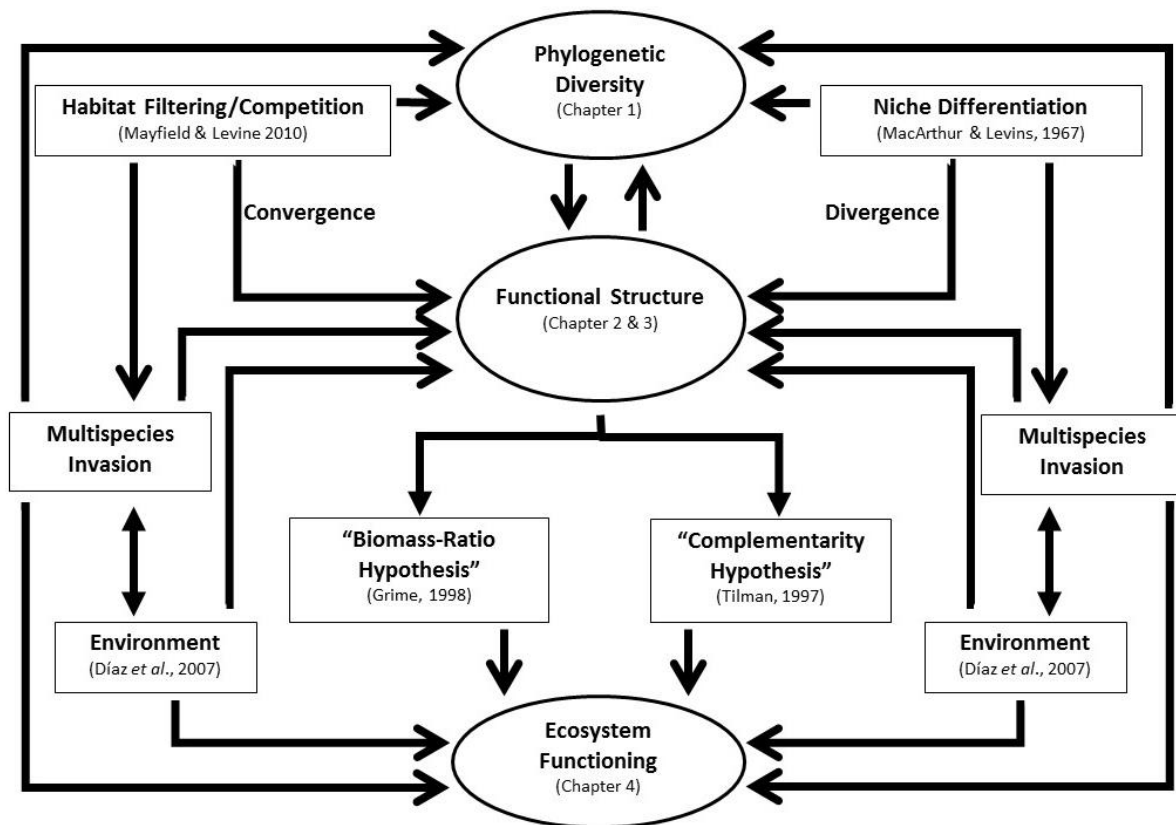 Phylogenetic
Diversity
(Chapter 1)
Habitat Filtering/Competition
(Mayfield & Levine 2010)
Niche Differentiation
(MacArthur & Levins, 1967)
Convergence
Divergence
Functional Structure
(Chapter 2 & 3)
Multispecies
Invasion
Multispecies
Invasion
“Biomass-Ratio
Hypothesis”
(Grime, 1998)
“Complementarity
Hypothesis”
(Tilman, 1997)
Environment
(Díaz et al., 2007)
Environment
(Díaz et al., 2007)
Ecosystem
Functioning
(Chapter 4)